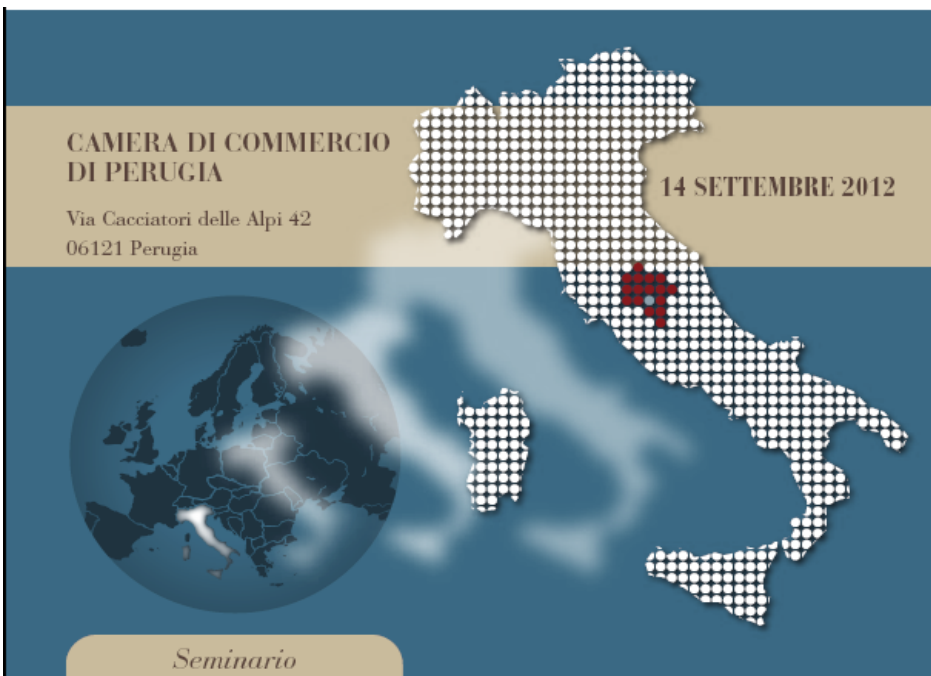 CAMERA DI COMMERCIO
DI PERUGIA
14 SETTEMBRE 2012
Via Cacciatori delle Alpi 42
06121 Perugia
Seminario